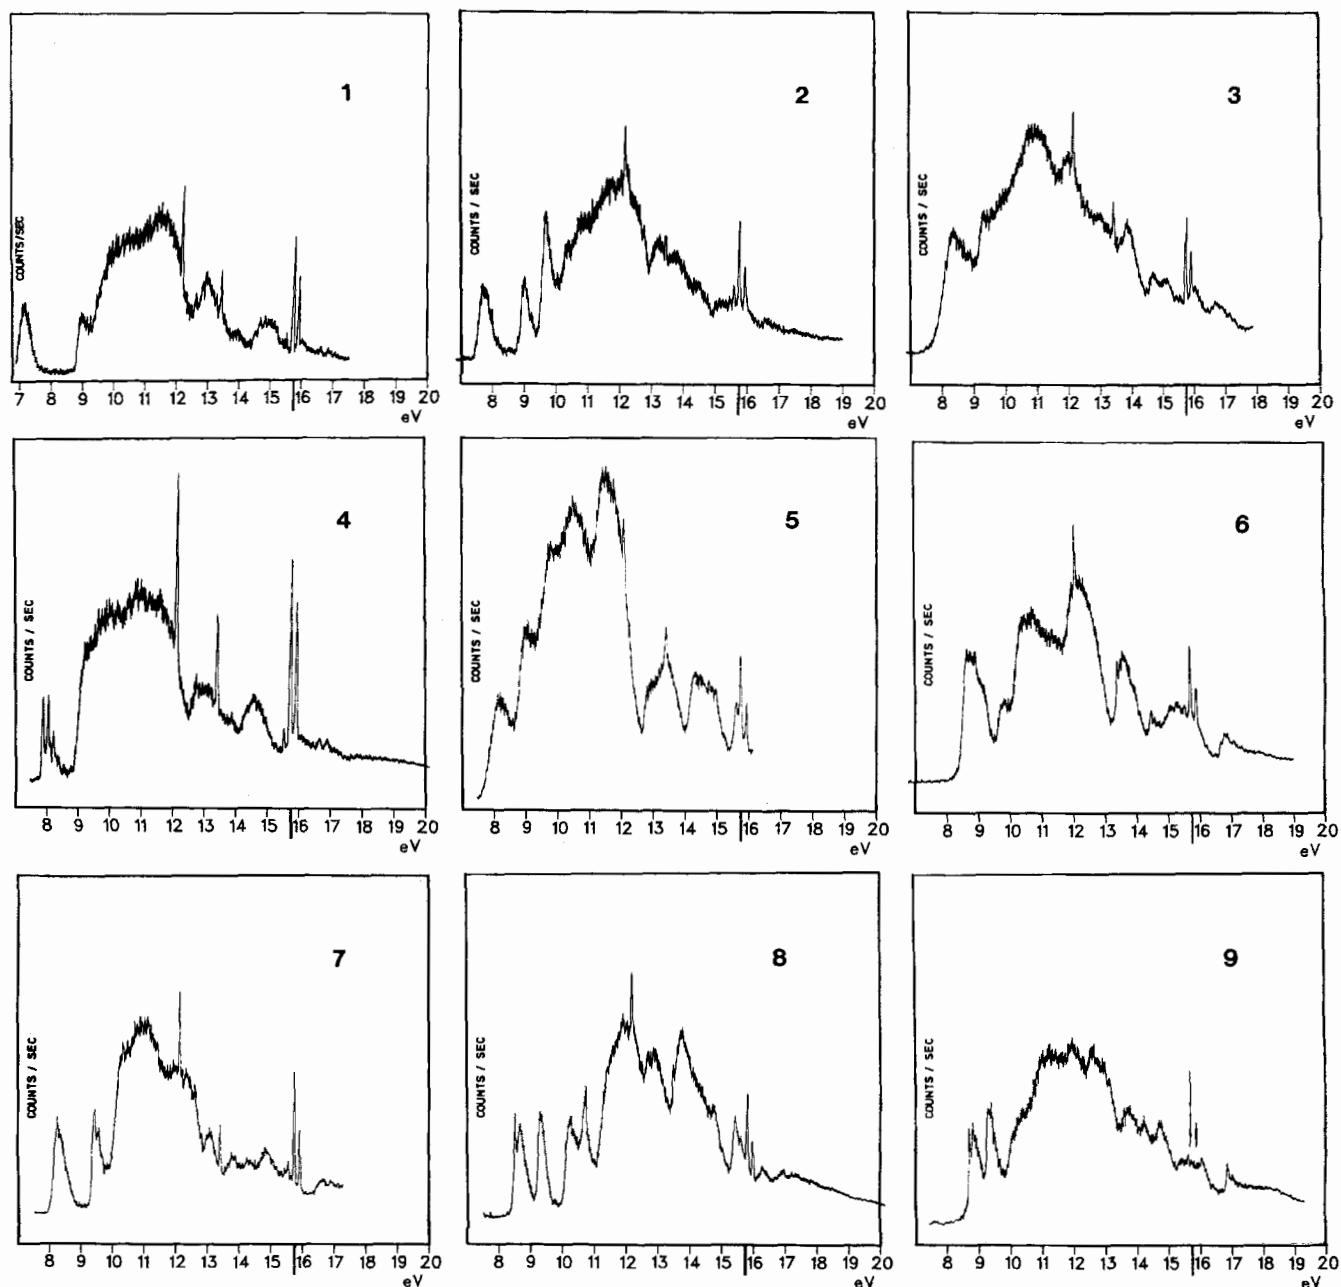 1
COUNTS/SEC
7 8 9 10 11 12 13 14 15 16 17 18 19 20
eV
2
COUNTS / SEC
8 9 10 11 12 13 14 15 16 17 18 19 20
eV
3
COUNTS / SEC
8 9 10 11 12 13 14 15 16 17 18 19 20
eV
4
COUNTS / SEC
8 9 10 11 12 13 14 15 16 17 18 19 20
eV
5
COUNTS / SEC
8 9 10 11 12 13 14 15 16 17 18 19 20
eV
6
COUNTS / SEC
8 9 10 11 12 13 14 15 16 17 18 19 20
eV
7
COUNTS / SEC
8 9 10 11 12 13 14 15 16 17 18 19 20
eV
8
COUNTS / SEC
8 9 10 11 12 13 14 15 16 17 18 19 20
eV
9
COUNTS / SEC
8 9 10 11 12 13 14 15 16 17 18 19 20
eV